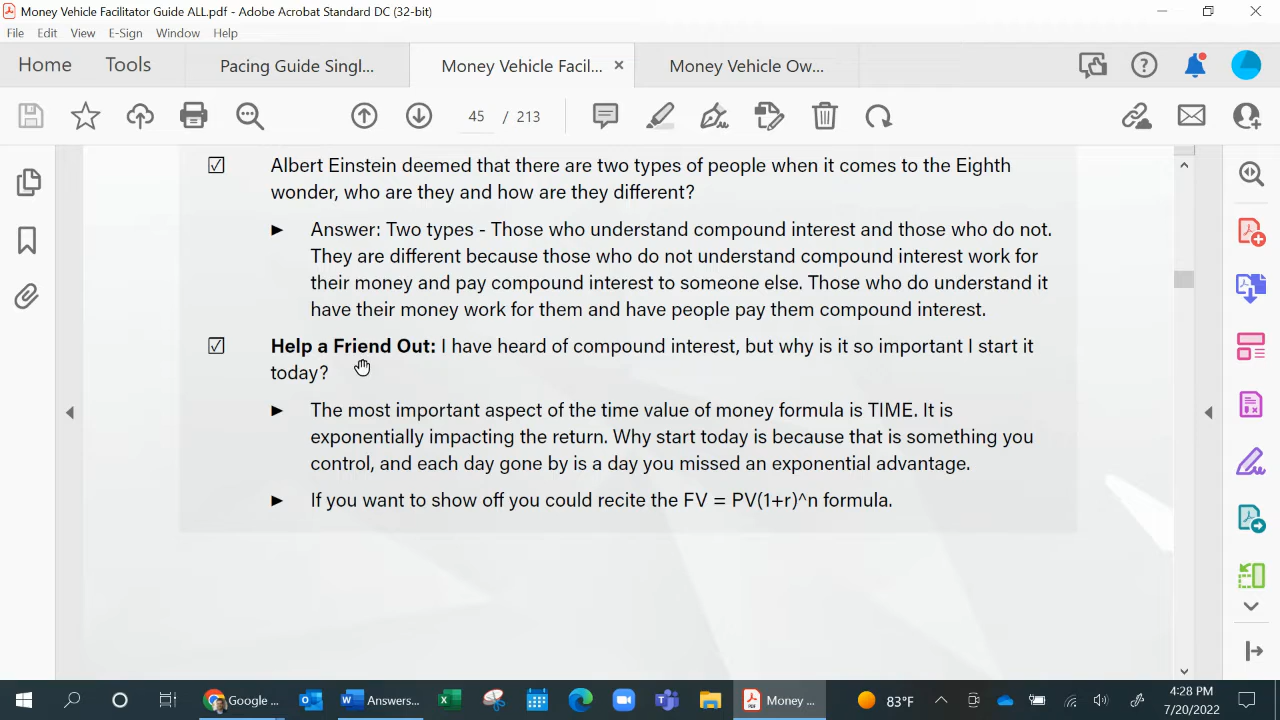 Money Vehicle Facilitator Guide ALL.pdf - Adobe Acrobat Standard DC (32-bit)
File Edit View E-Sign Window Help
Home Tools Pacing Guide Singl... Money Vehicle Facil... × Money Vehicle Ow...
45 / 213
Albert Einstein deemed that there are two types of people when it comes to the Eighth
wonder, who are they and how are they different?
Answer: Two types - Those who understand compound interest and those who do not.
They are different because those who do not understand compound interest work for
their money and pay compound interest to someone else. Those who do understand it
have their money work for them and have people pay them compound interest.
Help a Friend Out: I have heard of compound interest, but why is it so important I start it
today?
The most important aspect of the time value of money formula is TIME. It is
exponentially impacting the return. Why start today is because that is something you
control, and each day gone by is a day you missed an exponential advantage.
If you want to show off you could recite the FV = PV(1+r)^n formula.
Google ... Answers... Money ... 83°F 4:28 PM
7/20/2022